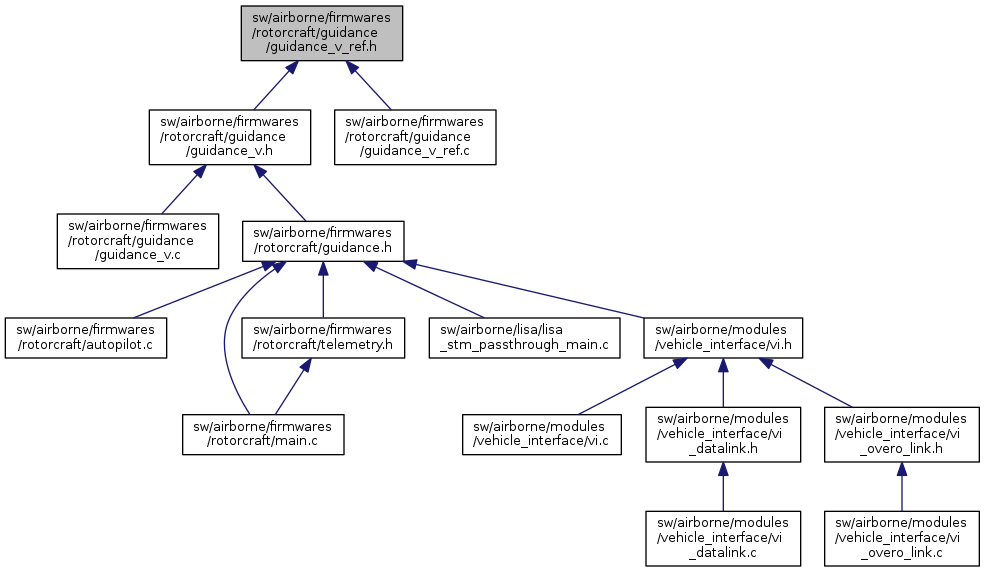 sw/airborne/firmwares
/rotorcraft/guidance
/guidance_v_ref.h
sw/airborne/firmwares
/rotorcraft/guidance
/guidance_v.h
sw/airborne/firmwares
/rotorcraft/guidance
/guidance_v_ref.c
sw/airborne/firmwares
/rotorcraft/guidance
/guidance_v.c
sw/airborne/firmwares
/rotorcraft/guidance.h
sw/airborne/firmwares
/rotorcraft/autopilot.c
sw/airborne/firmwares
/rotorcraft/telemetry.h
sw/airborne/lisa/lisa
_stm_passthrough_main.c
sw/airborne/modules
/vehicle_interface/vi.h
sw/airborne/firmwares
/rotorcraft/main.c
sw/airborne/modules
/vehicle_interface/vi.c
sw/airborne/modules
/vehicle_interface/vi
_datalink.h
sw/airborne/modules
/vehicle_interface/vi
_overo_link.h
sw/airborne/modules
/vehicle_interface/vi
_datalink.c
sw/airborne/modules
/vehicle_interface/vi
_overo_link.c